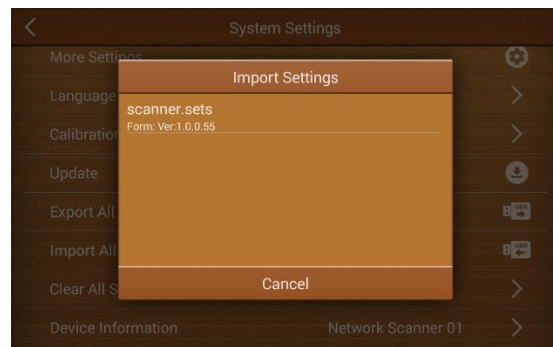 System Settings
More Settings
Import Settings
Language
scanner.sets
Form: Ver:1.0.0.55
Calibration
Update
Export All
USB
Import All
USB
Clear All S
Cancel
Device Information
Network Scanner 01